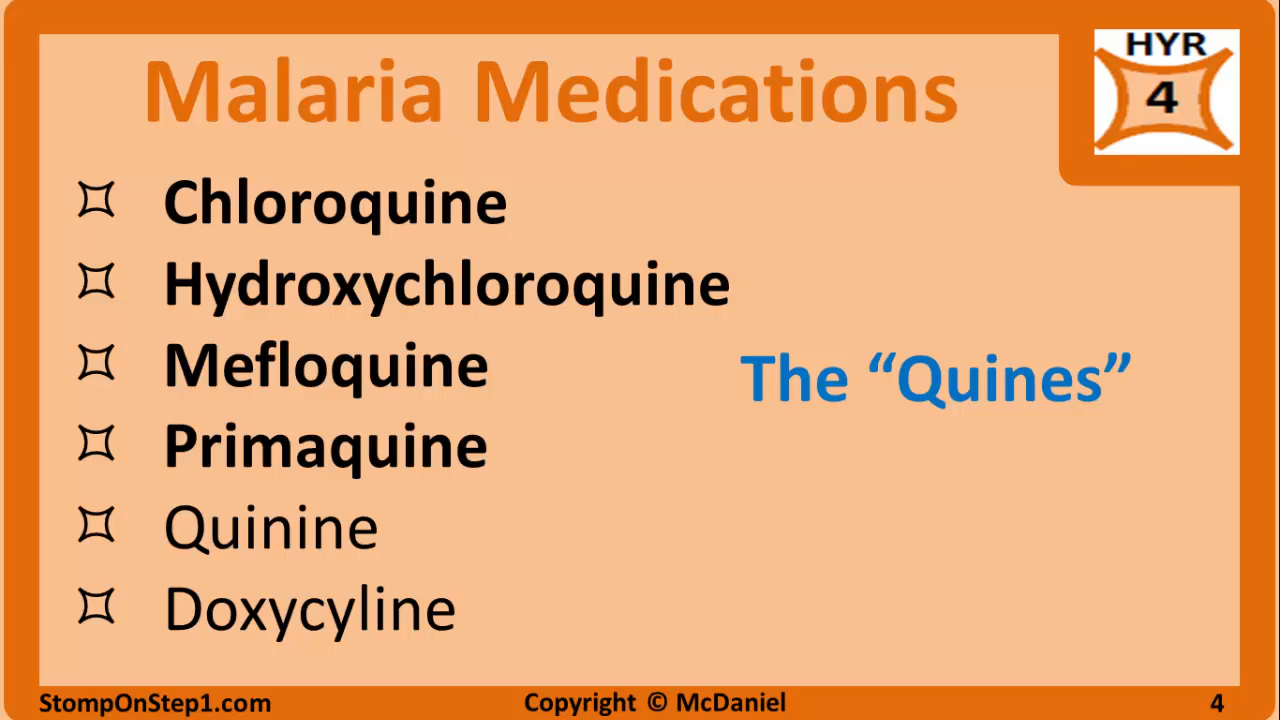 HYR
4
Malaria Medications
Chloroquine
Hydroxychloroquine
Mefloquine
The “Quines”
Primaquine
Quinine
Doxycyline
StompOnStep1.com
Copyright © McDaniel
4